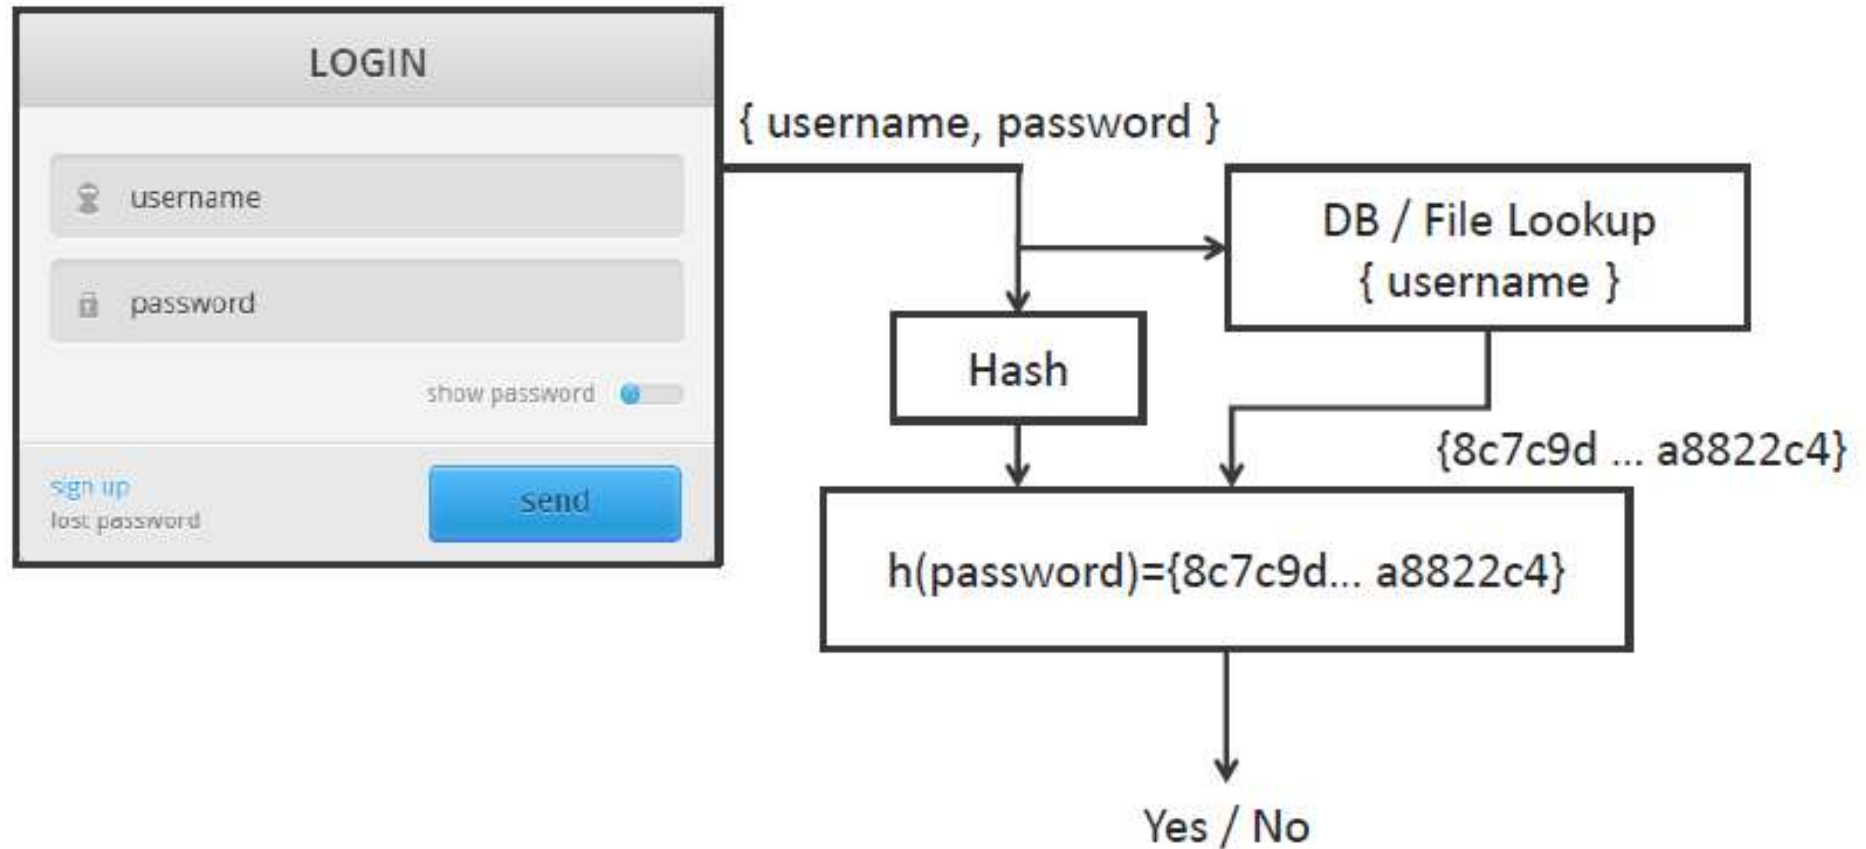 LOGIN
username
password
show password
sign up
lost password
send
{ username, password }
DB / File Lookup
{ username }
Hash
{8c7c9d ... a8822c4}
h(password)={8c7c9d... a8822c4}
Yes / No